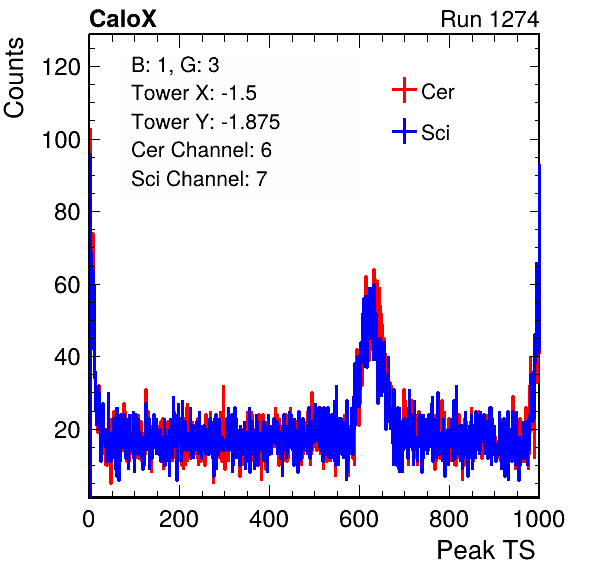 CaloX Run 1274
Counts
B: 1, G: 3
Tower X: -1.5
Tower Y: -1.875
Cer Channel: 6
Sci Channel: 7
Cer
Sci
120
100
80
60
40
20
0 200 400 600 800 1000
Peak TS